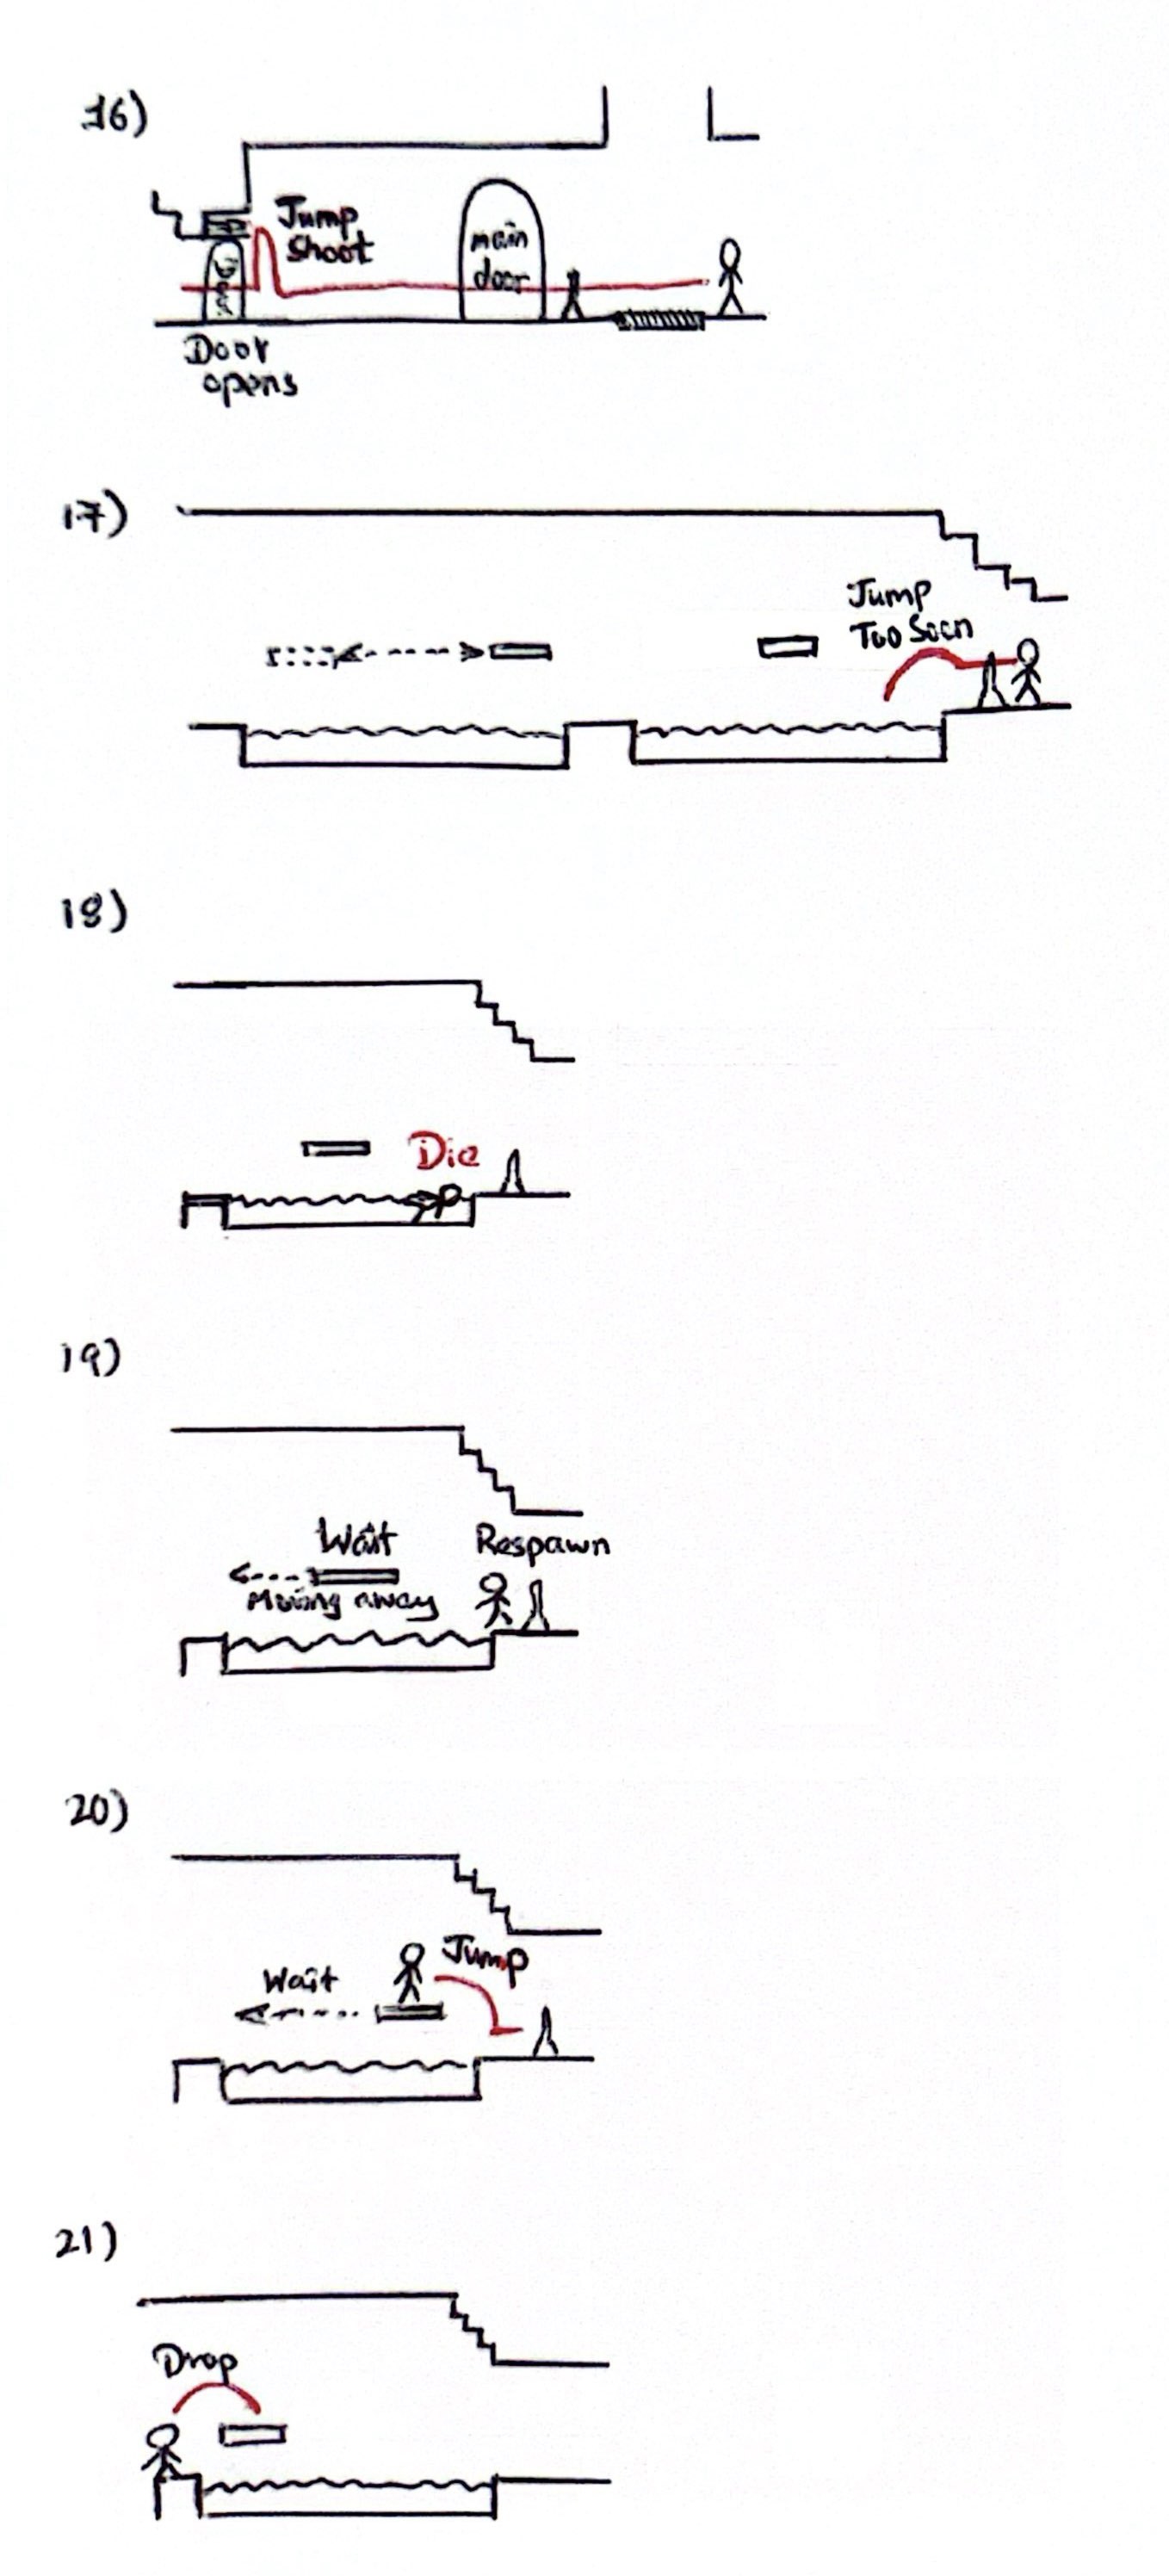 16)
Jump
shoot
main
door
Door
opens
17)
Jump
Too Soon
18)
Die
19)
Wait
Respawn
Moving away
20)
Jump
Wait
21)
Drop